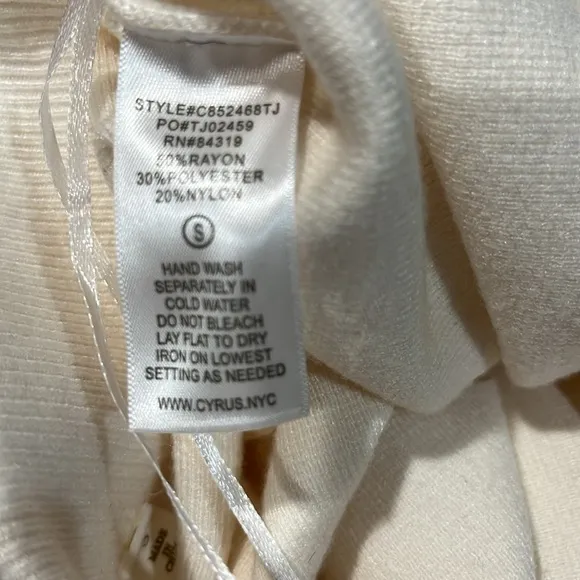 STYLE#C852468TJ
PO#TJ02459
RN#84319
50%RAYON
30%POLYESTER
20%NYLON
S
HAND WASH
SEPARATELY IN
COLD WATER
DO NOT BLEACH
LAY FLAT TO DRY
IRON ON LOWEST
SETTING AS NEEDED
WWW.CYRUS.NYC
MADE